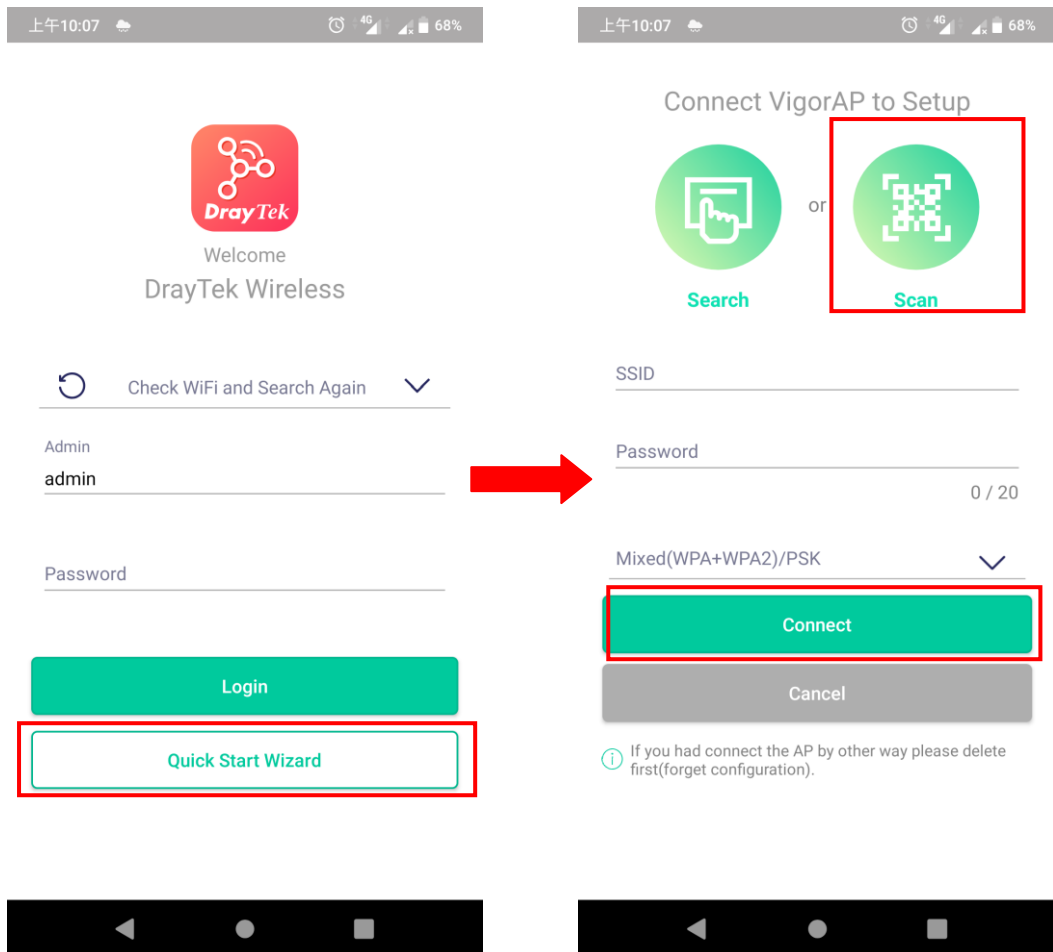 上午10:07
4G
68%
DrayTek
Welcome
DrayTek Wireless
Check WiFi and Search Again
Admin
admin
Password
Login
Quick Start Wizard
上午10:07
4G
68%
Connect VigorAP to Setup
or
Search
Scan
SSID
Password
0 / 20
Mixed(WPA+WPA2)/PSK
Connect
Cancel
If you had connect the AP by other way please delete
first(forget configuration).